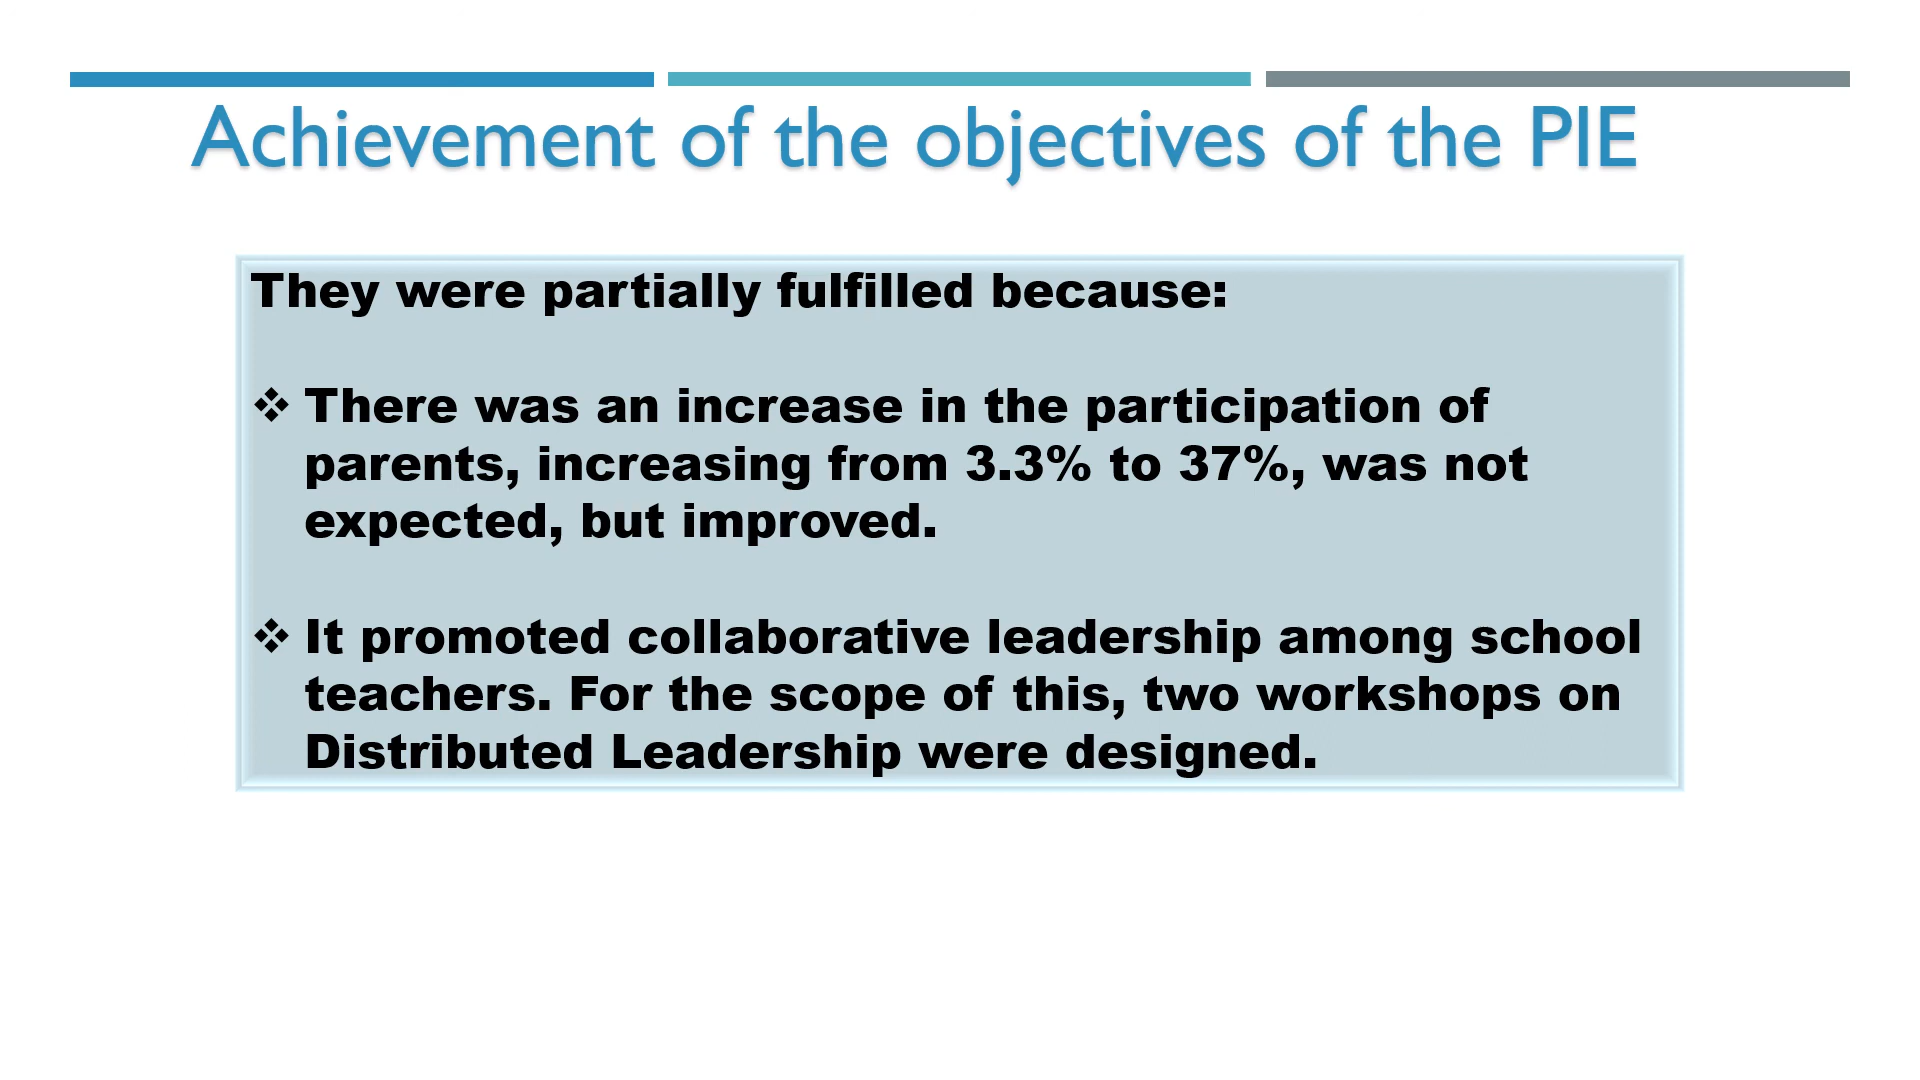 Achievement of the objectives of the PIE
They were partially fulfilled because:
❖ There was an increase in the participation of
parents, increasing from 3.3% to 37%, was not
expected, but improved.
❖ It promoted collaborative leadership among school
teachers. For the scope of this, two workshops on
Distributed Leadership were designed.